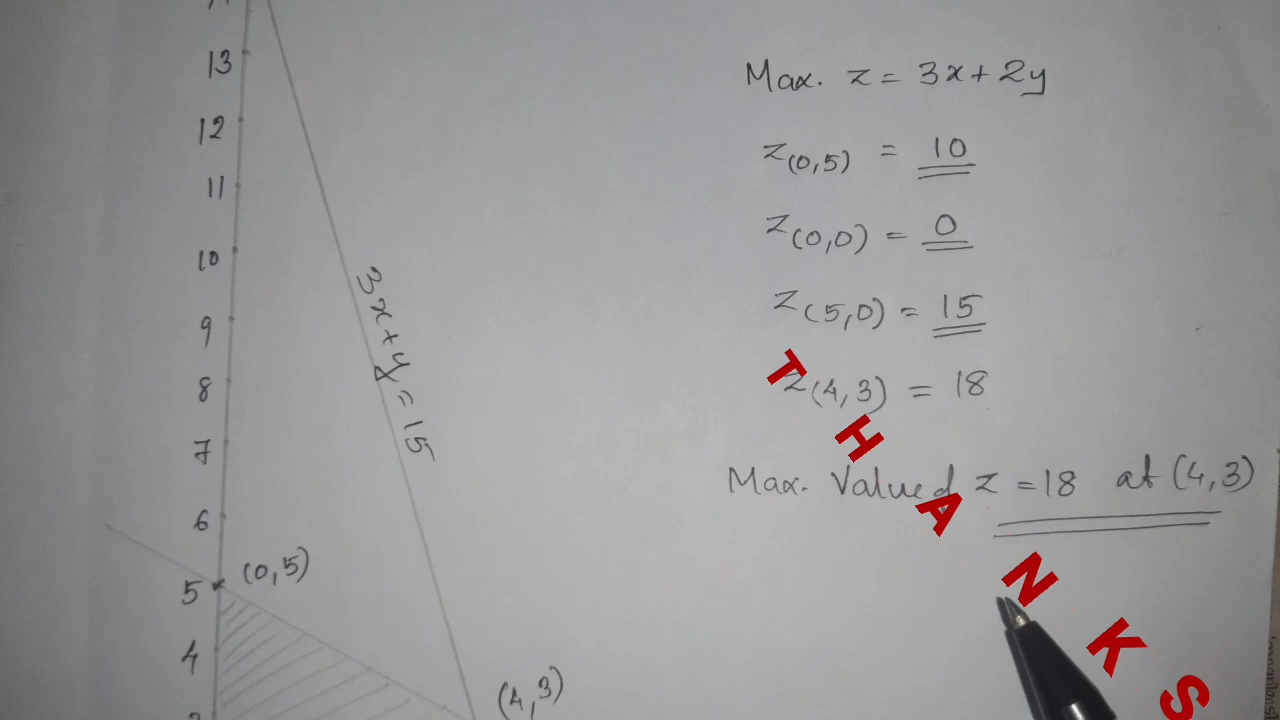 13
12
11
10
9
8
7
6
5
4
(0,5)
(4,3)
3x+y=15
Max. z = 3x+2y
z(0,5) = 10
z(0,0) = 0
z(5,0) = 15
z(4,3) = 18
Max. Value of z = 18 at (4,3)
THANKS